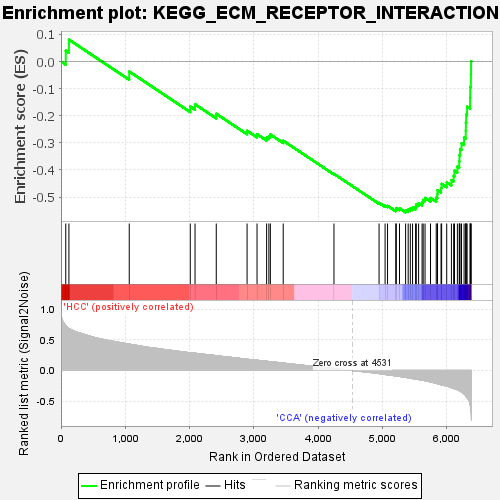 Enrichment plot: KEGG_ECM_RECEPTOR_INTERACTION
Enrichment score (ES)
0.1
0.0
-0.1
-0.2
-0.3
-0.4
-0.5
'HCC' (positively correlated)
Ranked list metric (Signal2Noise)
1.0
0.5
0.0
-0.5
Zero cross at 4531
'CCA' (negatively correlated)
0 1,000 2,000 3,000 4,000 5,000 6,000
Rank in Ordered Dataset
Enrichment profile Hits Ranking metric scores